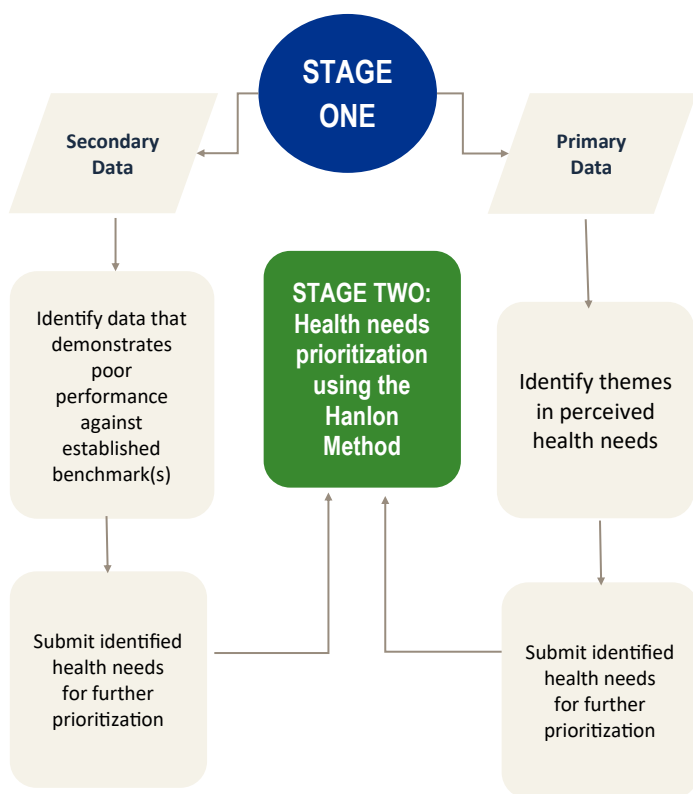 STAGE
ONE
Secondary
Data
Primary
Data
Identify data that
demonstrates
poor
performance
against
established
benchmark(s)
STAGE TWO:
Health needs
prioritization
using the
Hanlon
Method
Identify themes
in perceived
health needs
Submit identified
health needs
for further
prioritization
Submit identified
health needs
for further
prioritization